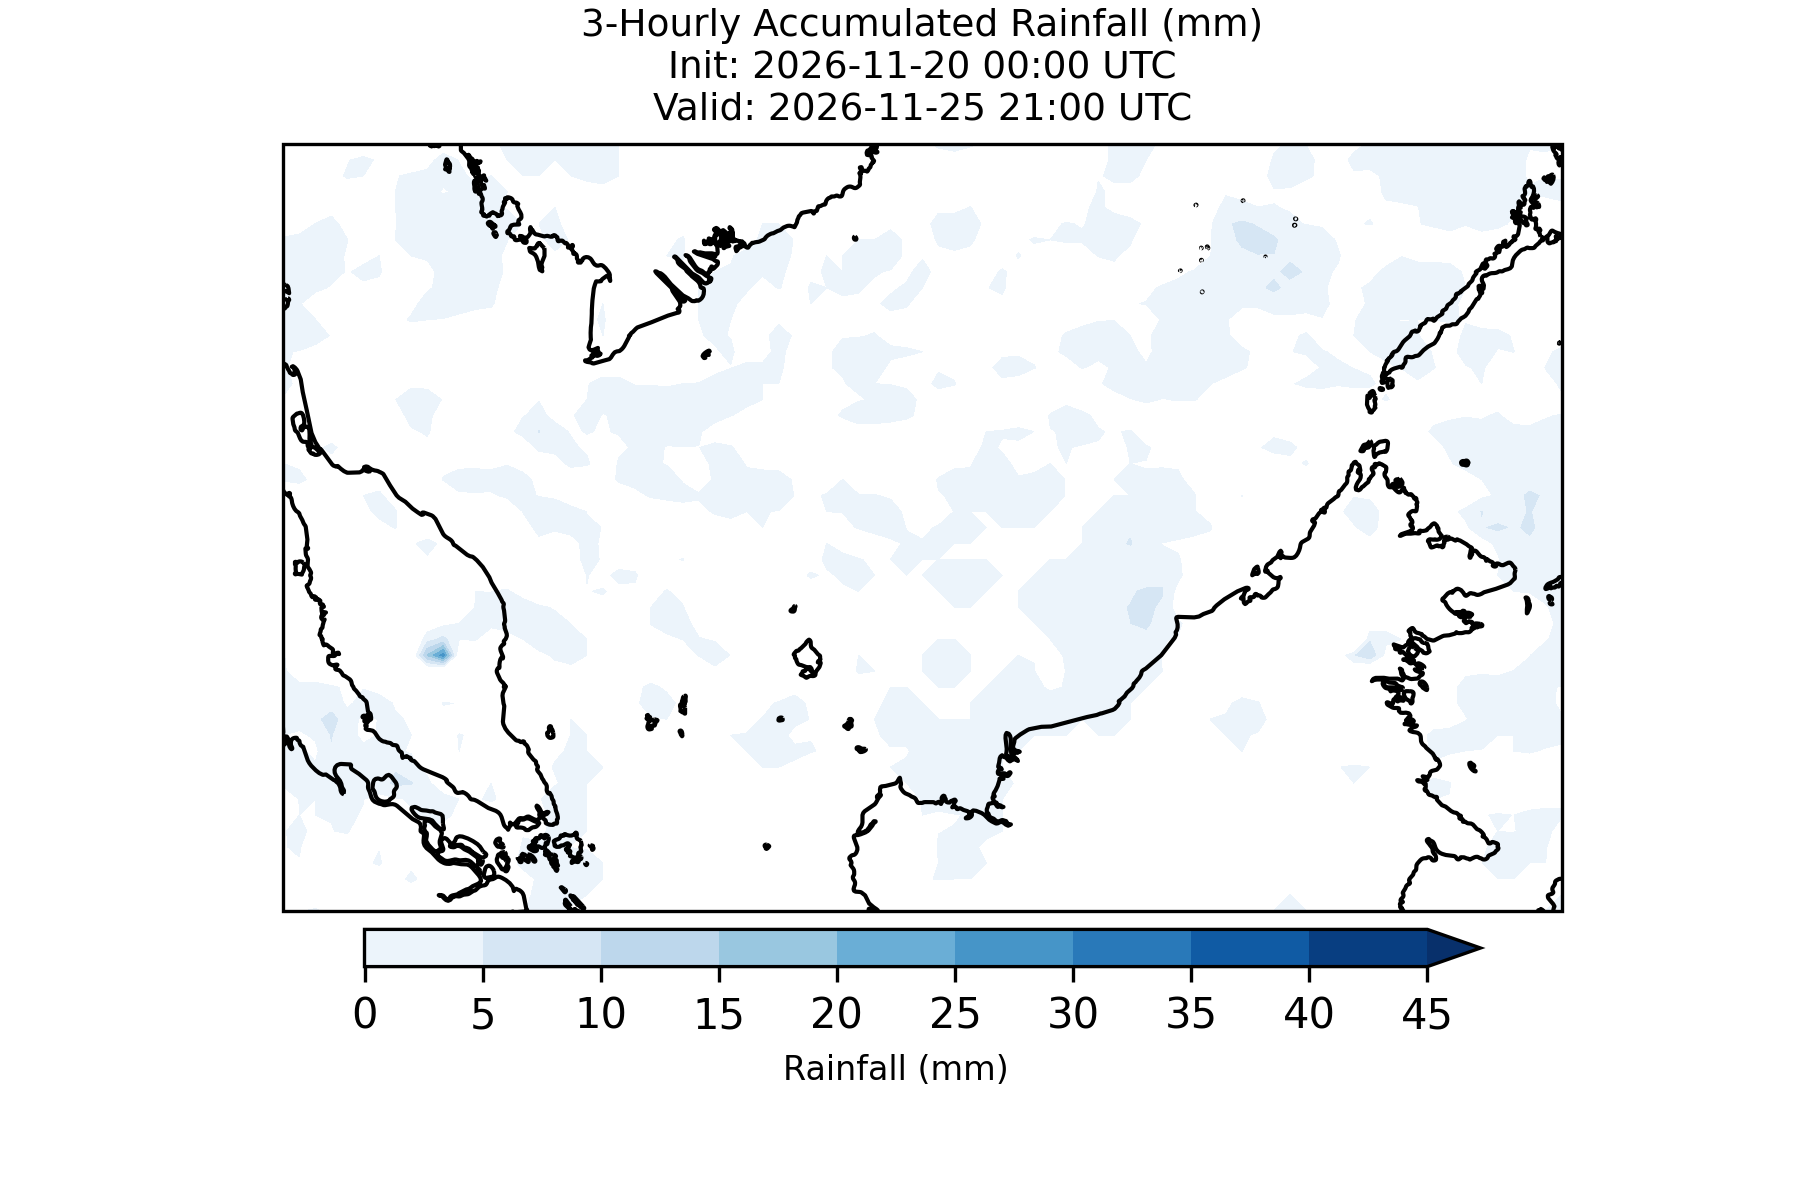 3-Hourly Accumulated Rainfall (mm)
Init: 2026-11-20 00:00 UTC
Valid: 2026-11-25 21:00 UTC
0 5 10 15 20 25 30 35 40 45
Rainfall (mm)